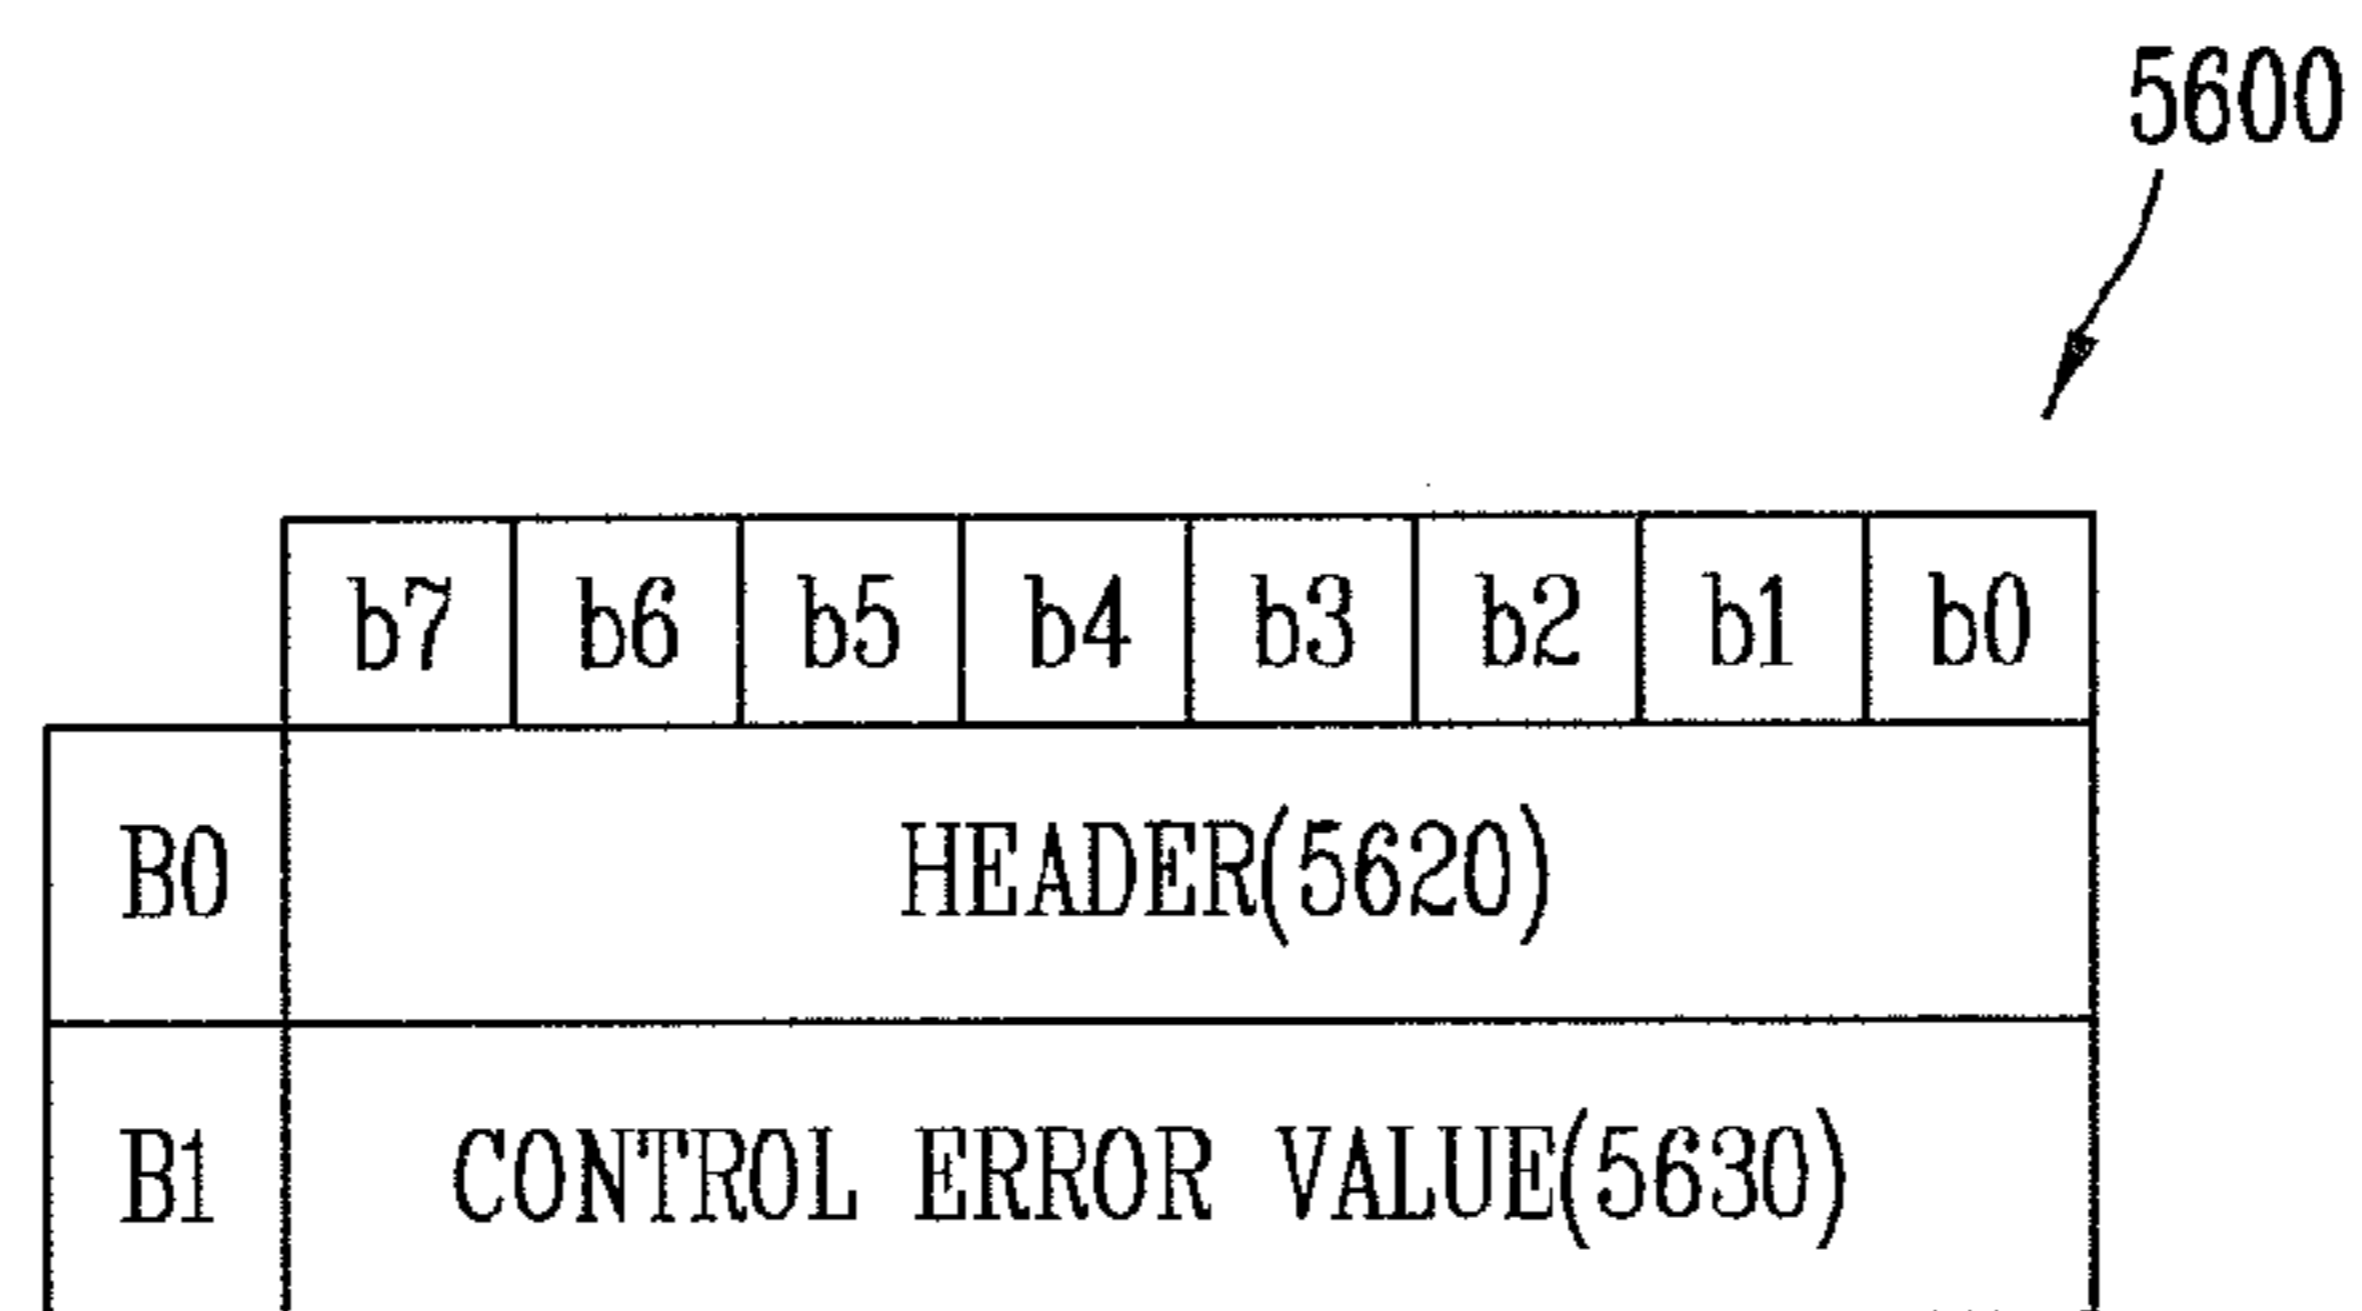 5600
b7 b6 b5 b4 b3 b2 b1 b0
B0 HEADER(5620)
B1 CONTROL ERROR VALUE(5630)